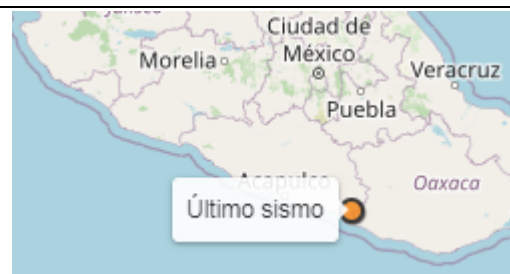 Ciudad de
México
Morelia
Veracruz
Puebla
Acapulco
Oaxaca
Último sismo